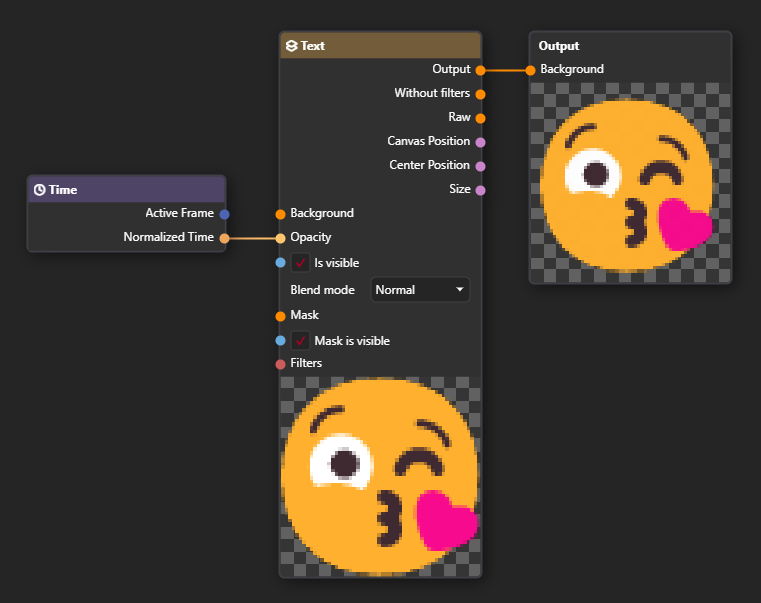 Time
Active Frame
Normalized Time
Text
Output
Without filters
Raw
Canvas Position
Center Position
Size
Background
Opacity
Is visible
Blend mode Normal
Mask
Mask is visible
Filters
Output
Background